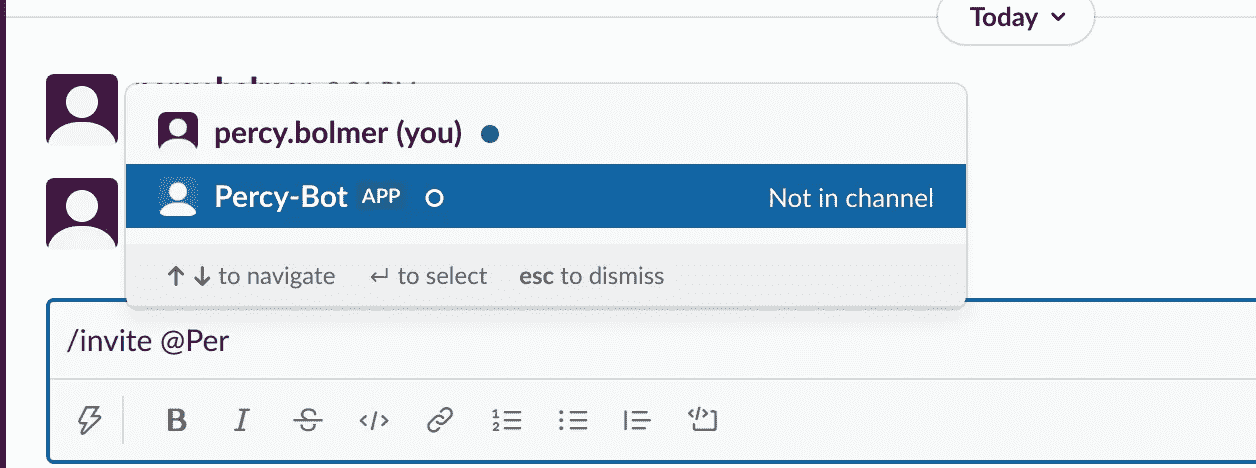 Today
percy.bolmer (you)
Percy-Bot APP Not in channel
↑ ↓ to navigate ↵ to select esc to dismiss
/invite @Per
B I S </>